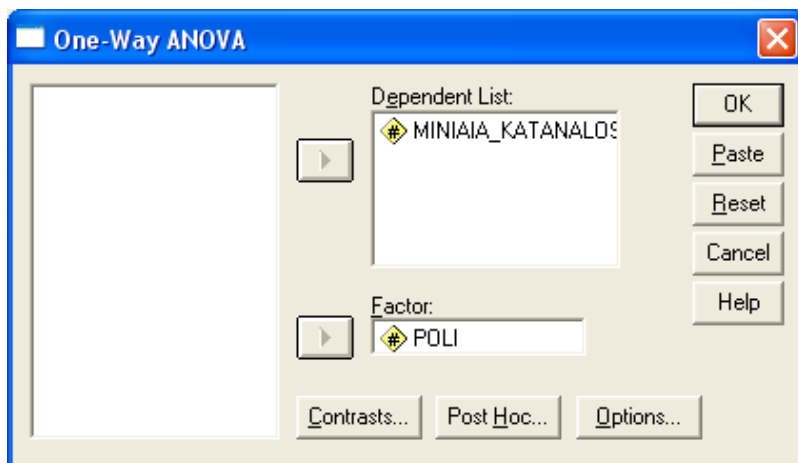 One-Way ANOVA
Dependent List:
MINIAIA_KATANALOS
Factor:
POLI
OK
Paste
Reset
Cancel
Help
Contrasts...
Post Hoc...
Options...